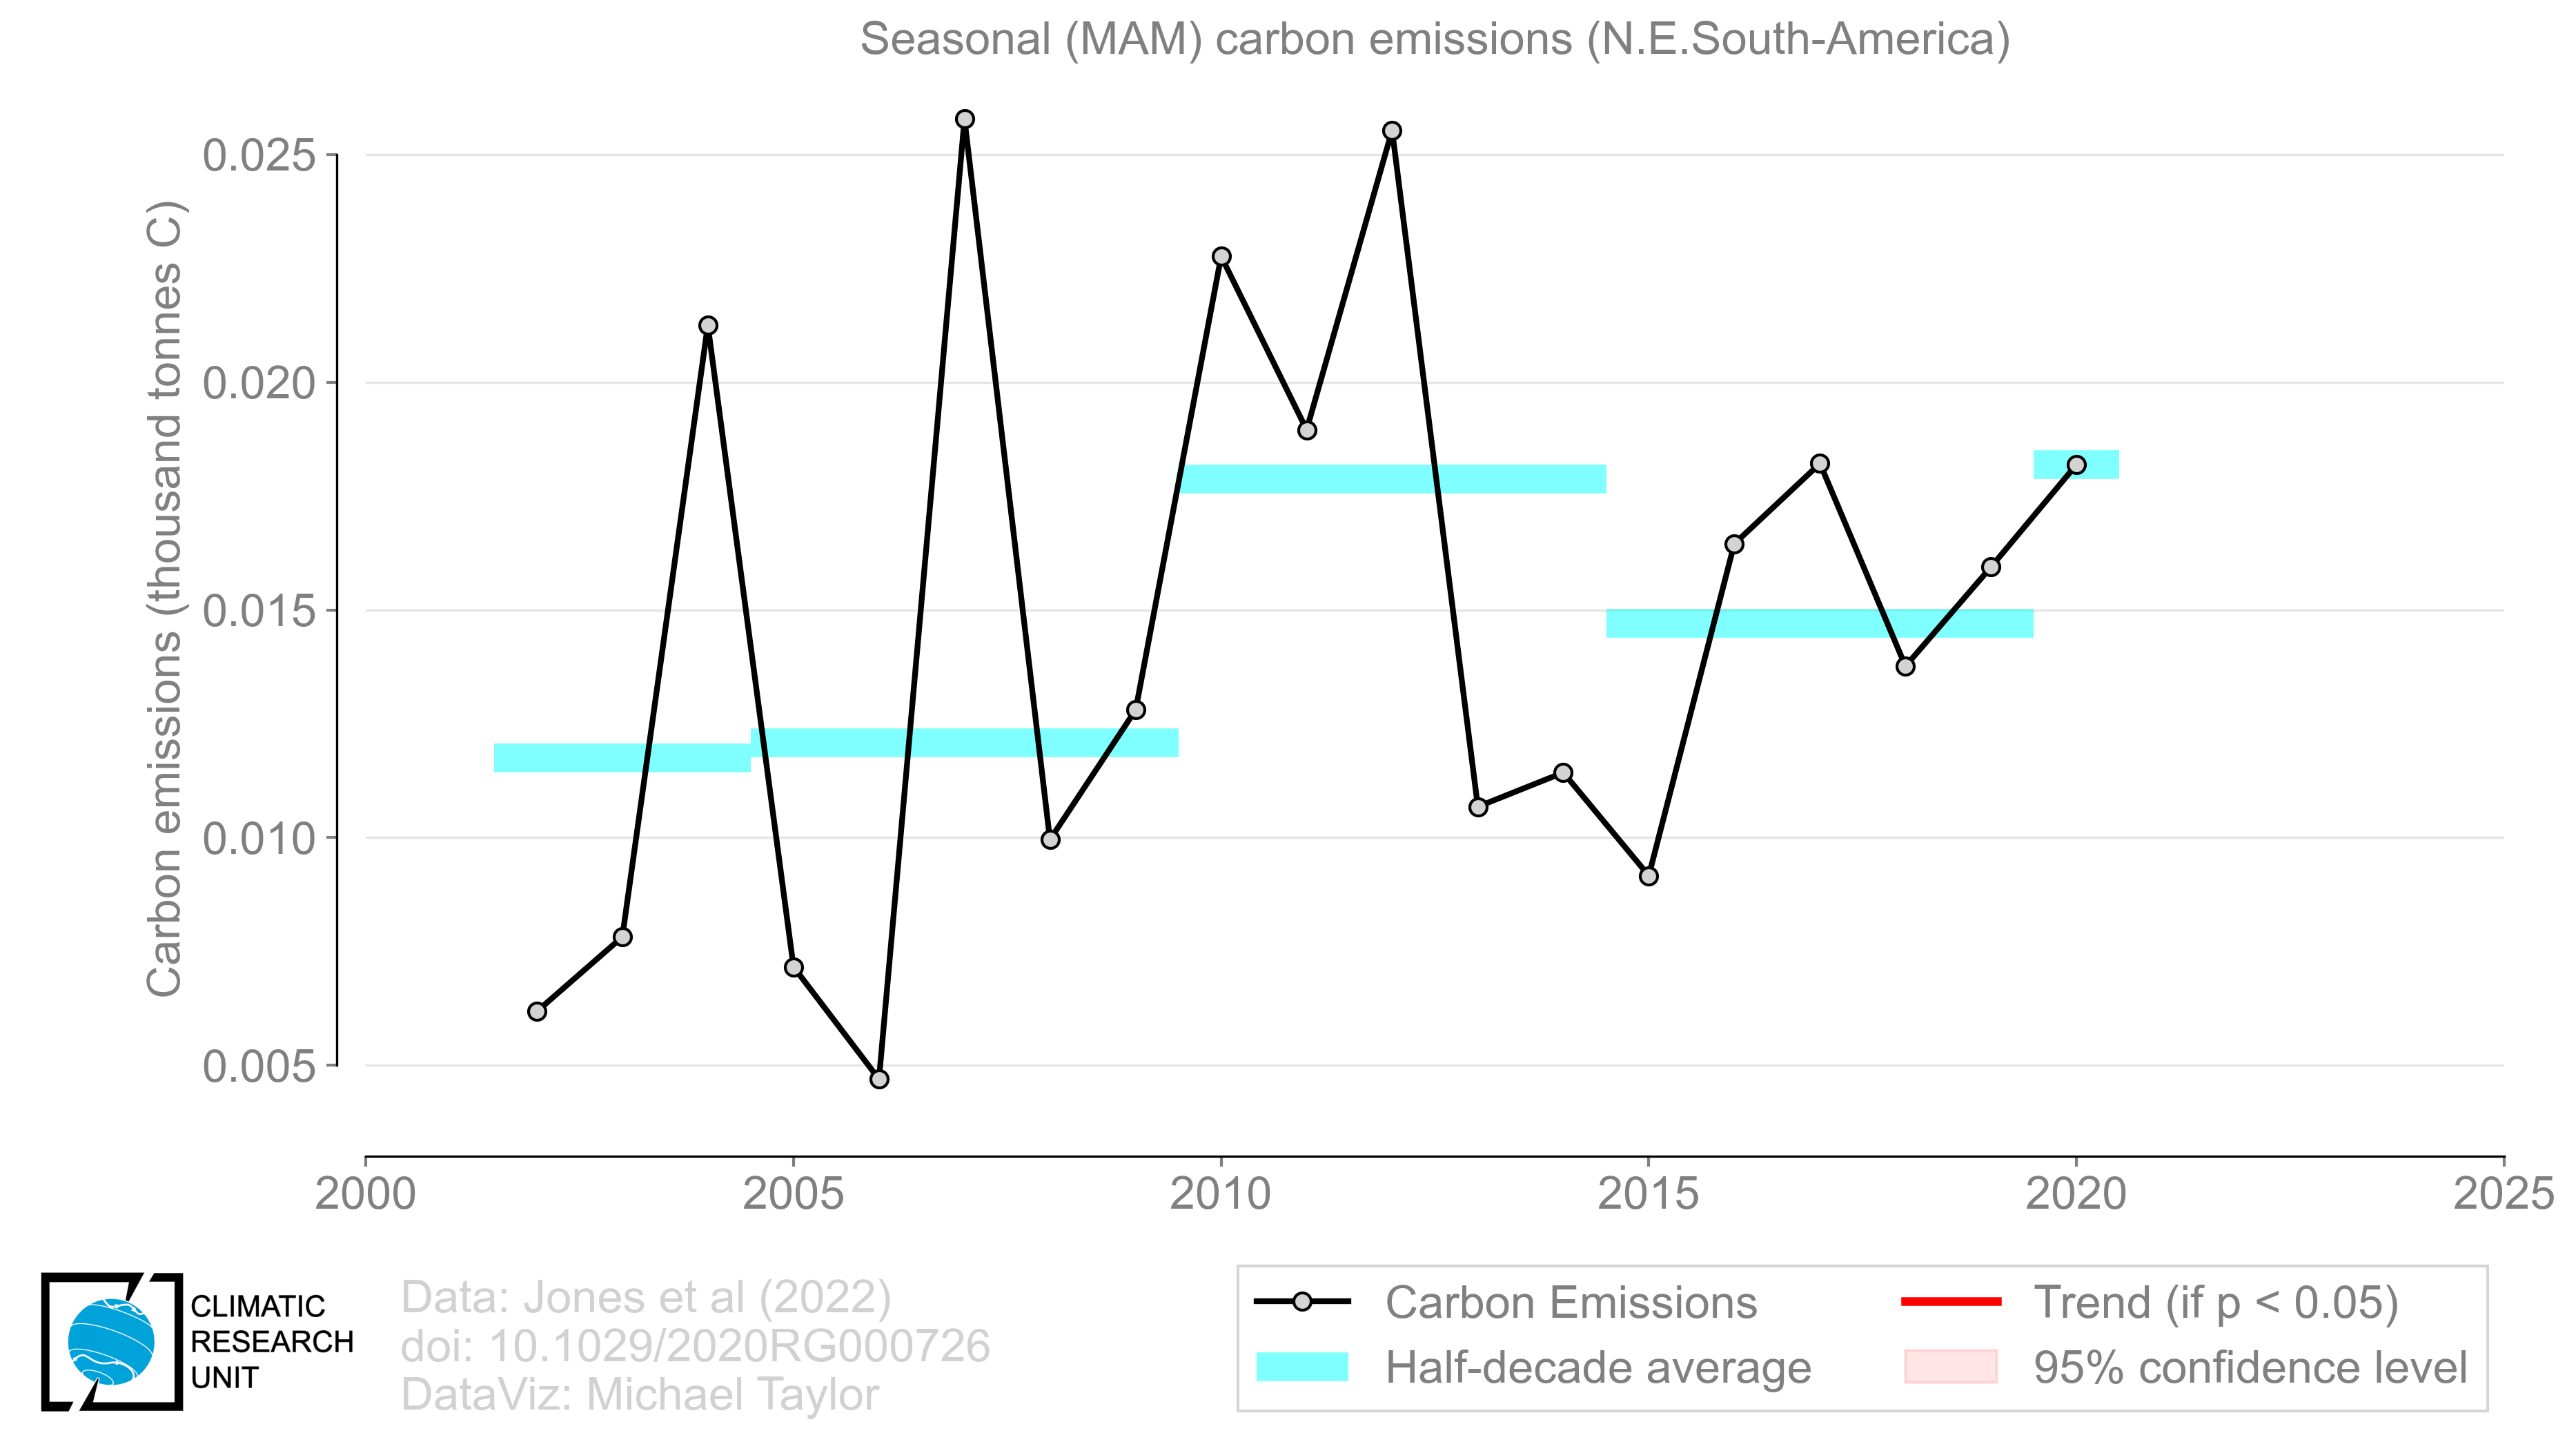 Seasonal (MAM) carbon emissions (N.E.South-America)
Carbon emissions (thousand tonnes C)
0.025
0.020
0.015
0.010
0.005
2000 2005 2010 2015 2020 2025
CLIMATIC
RESEARCH
UNIT
Data: Jones et al (2022)
doi: 10.1029/2020RG000726
DataViz: Michael Taylor
Carbon Emissions
Half-decade average
Trend (if p < 0.05)
95% confidence level